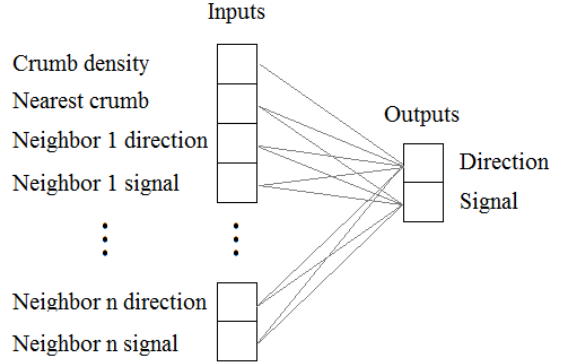 Inputs
Crumb density
Nearest crumb
Neighbor 1 direction
Neighbor 1 signal
Neighbor n direction
Neighbor n signal
Outputs
Direction
Signal